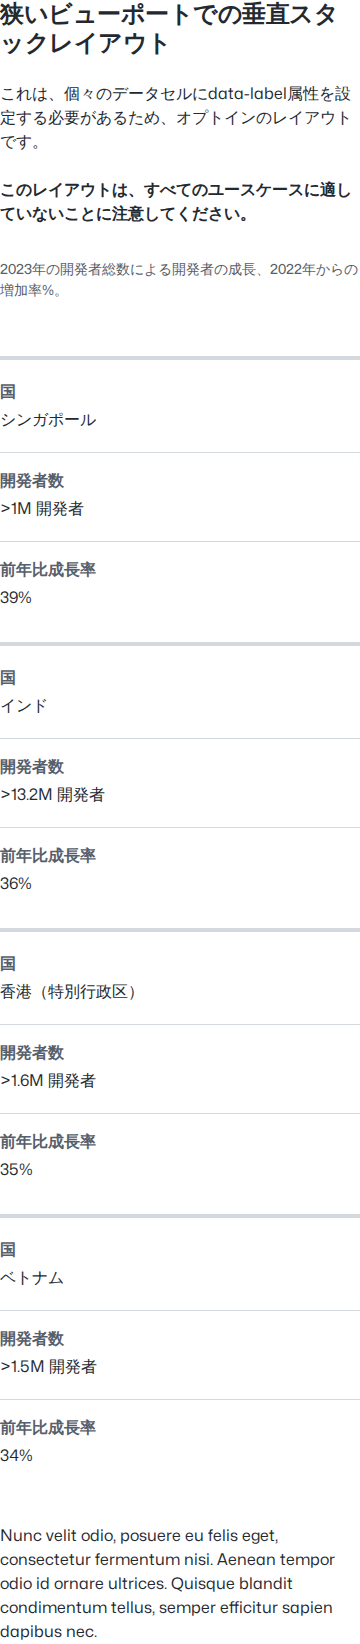 狭いビューポートでの垂直スタ
ックレイアウト
これは、個々のデータセルにdata-label属性を設
定する必要があるため、オプトインのレイアウト
です。
このレイアウトは、すべてのユースケースに適し
ていないことに注意してください。
2023年の開発者総数による開発者の成長、2022年からの
増加率%。
国
シンガポール
開発者数
>1M 開発者
前年比成長率
39%
国
インド
開発者数
>13.2M 開発者
前年比成長率
36%
国
香港（特別行政区）
開発者数
>1.6M 開発者
前年比成長率
35%
国
ベトナム
開発者数
>1.5M 開発者
前年比成長率
34%
Nunc velit odio, posuere eu felis eget,
consectetur fermentum nisi. Aenean tempor
odio id ornare ultrices. Quisque blandit
condimentum tellus, semper efficitur sapien
dapibus nec.